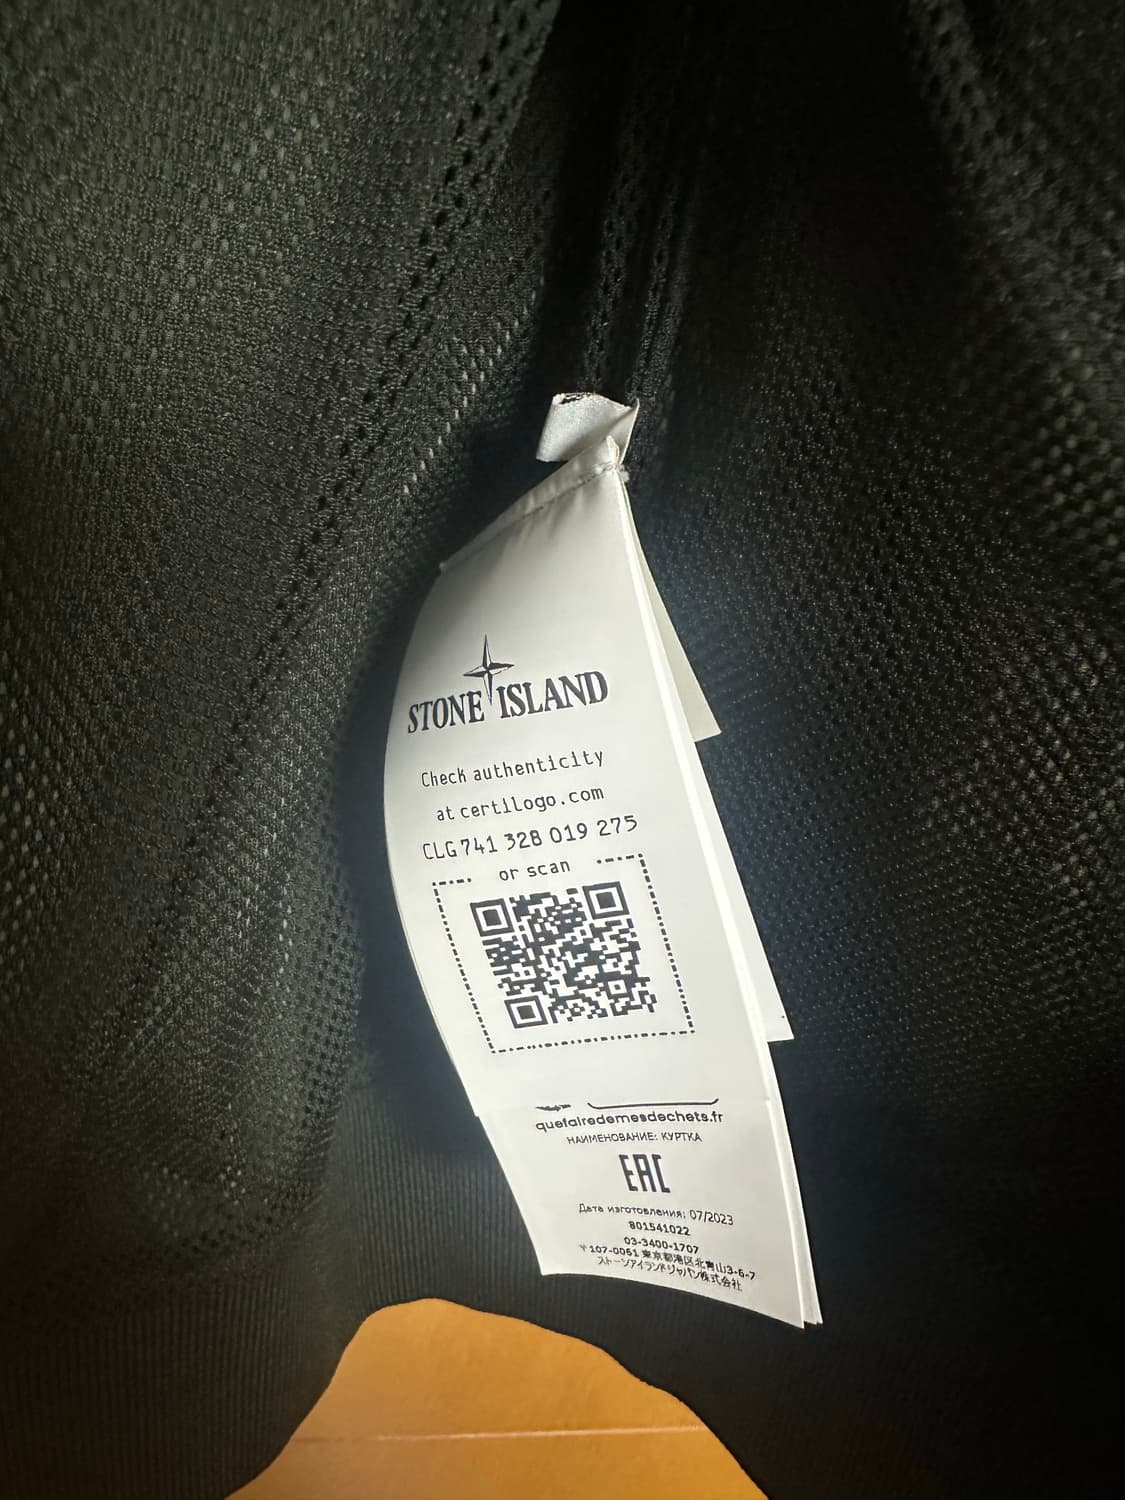 STONE ISLAND
Check authenticity
at certilogo.com
CLG 741 328 019 275
or scan
quefairedemesdechets.fr
НАИМЕНОВАНИЕ: КУРТКА
EAC
Дата изготовления: 07/2023
801541022
03-3400-1707
〒107-0061 東京都港区北青山3-6-7
ストーンアイランドジャパン株式会社